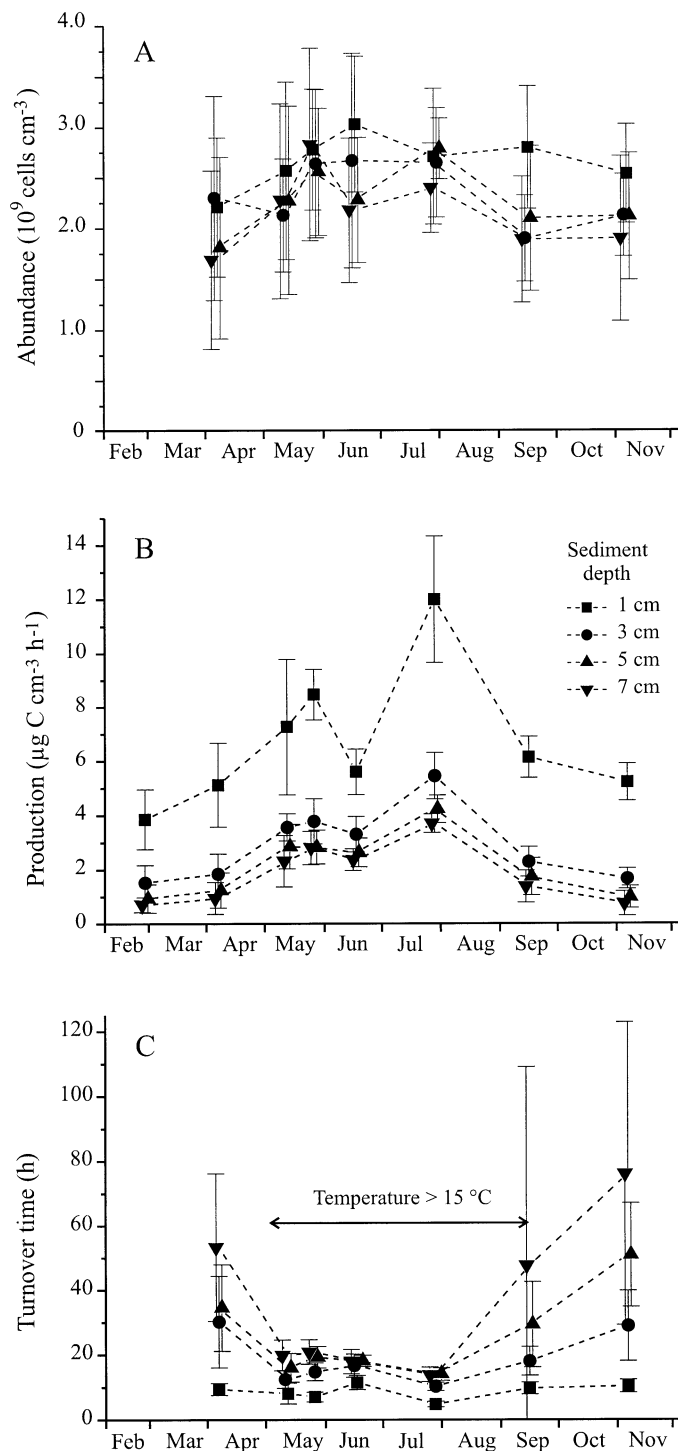 A
4.0
3.0
2.0
1.0
0
Abundance (10⁹ cells cm⁻³)
Feb Mar Apr May Jun Jul Aug Sep Oct Nov
B
14
12
10
8
6
4
2
0
Production (µg C cm⁻³ h⁻¹)
Sediment
depth
1 cm
3 cm
5 cm
7 cm
Feb Mar Apr May Jun Jul Aug Sep Oct Nov
C
120
100
80
60
40
20
0
Turnover time (h)
Temperature > 15 °C
Feb Mar Apr May Jun Jul Aug Sep Oct Nov